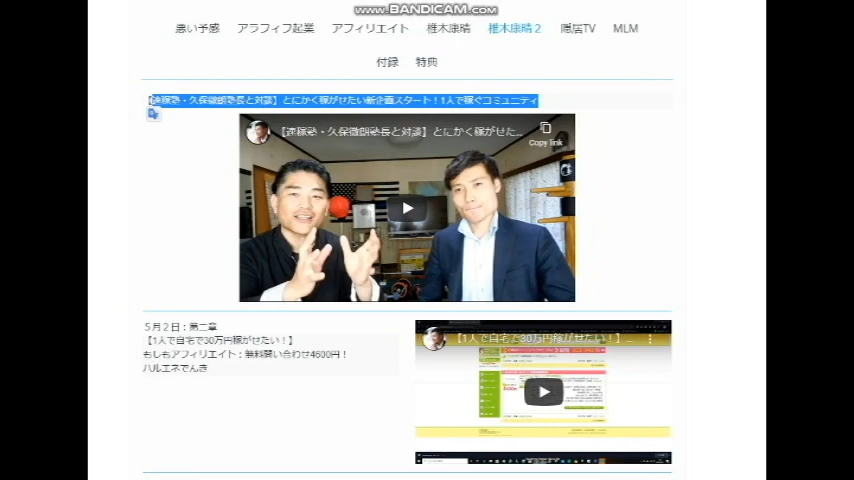 www.BANDICAM.com
悪い予感 アラフィフ起業 アフィリエイト 椎木康晴 椎木康晴２ 隠居TV MLM
付録 特典
【速稼塾・久保徹朗塾長と対談】とにかく稼がせたい新企画スタート！1人で稼ぐコミュニティ
【速稼塾・久保徹朗塾長と対談】とにかく稼がせた...
Copy link
５月２日：第二章
【1人で自宅で30万円稼がせたい！】
もしもアフィリエイト：無料問い合わせ4600円！
ハルエネでんき
【1人で自宅で30万円稼がせたい！】...